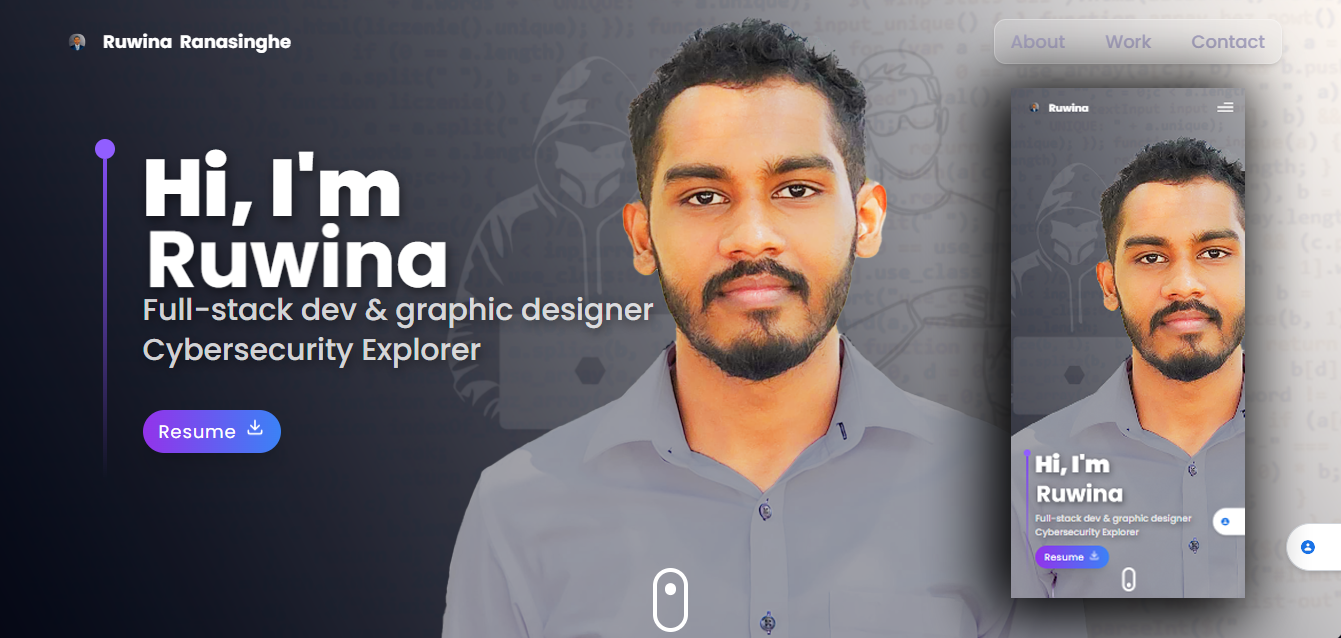 Ruwina Ranasinghe
About Work Contact
Hi, I'm
Ruwina
Full-stack dev & graphic designer
Cybersecurity Explorer
Resume
Ruwina
Hi, I'm
Ruwina
Full-stack dev & graphic designer
Cybersecurity Explorer
Resume